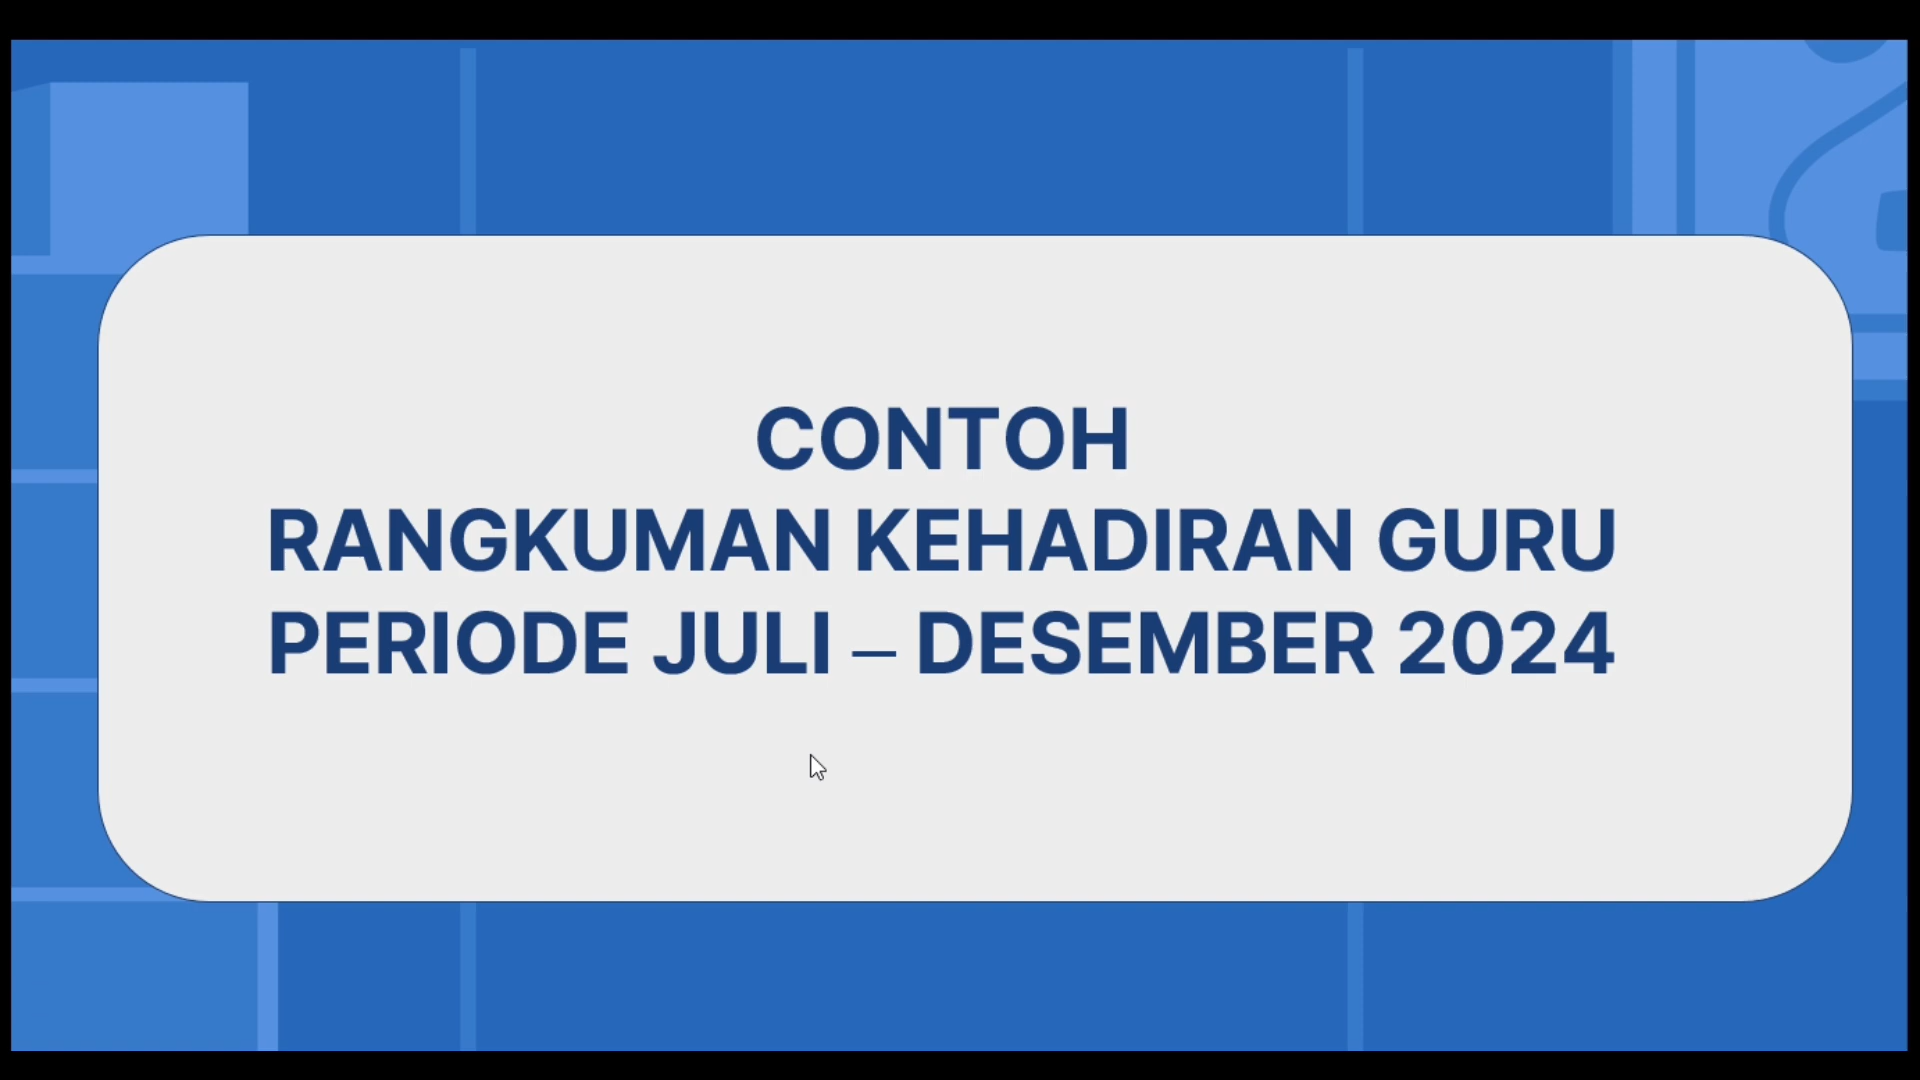 CONTOH
RANGKUMAN KEHADIRAN GURU
PERIODE JULI – DESEMBER 2024